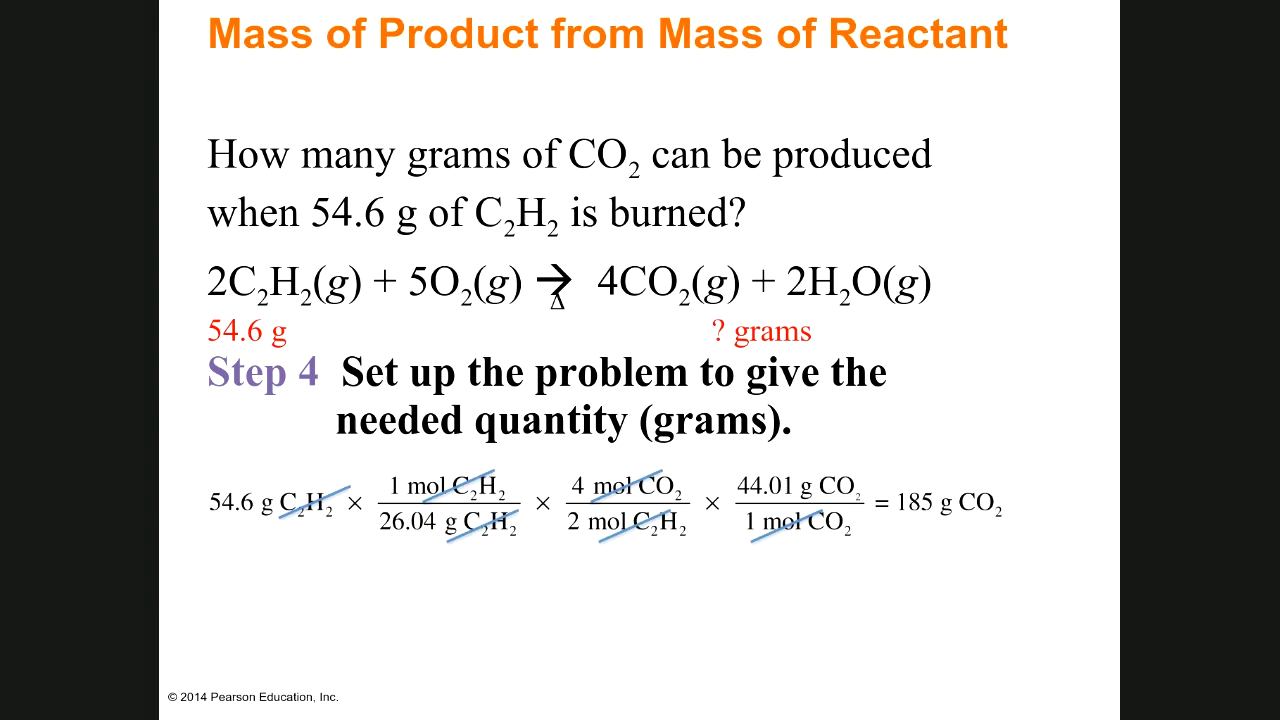 Mass of Product from Mass of Reactant
How many grams of CO₂ can be produced
when 54.6 g of C₂H₂ is burned?
2C₂H₂(g) + 5O₂(g) → 4CO₂(g) + 2H₂O(g)
Δ
54.6 g ? grams
Step 4 Set up the problem to give the
needed quantity (grams).
54.6 g C₂H₂ × 1 mol C₂H₂ / 26.04 g C₂H₂ × 4 mol CO₂ / 2 mol C₂H₂ × 44.01 g CO₂ / 1 mol CO₂ = 185 g CO₂
© 2014 Pearson Education, Inc.